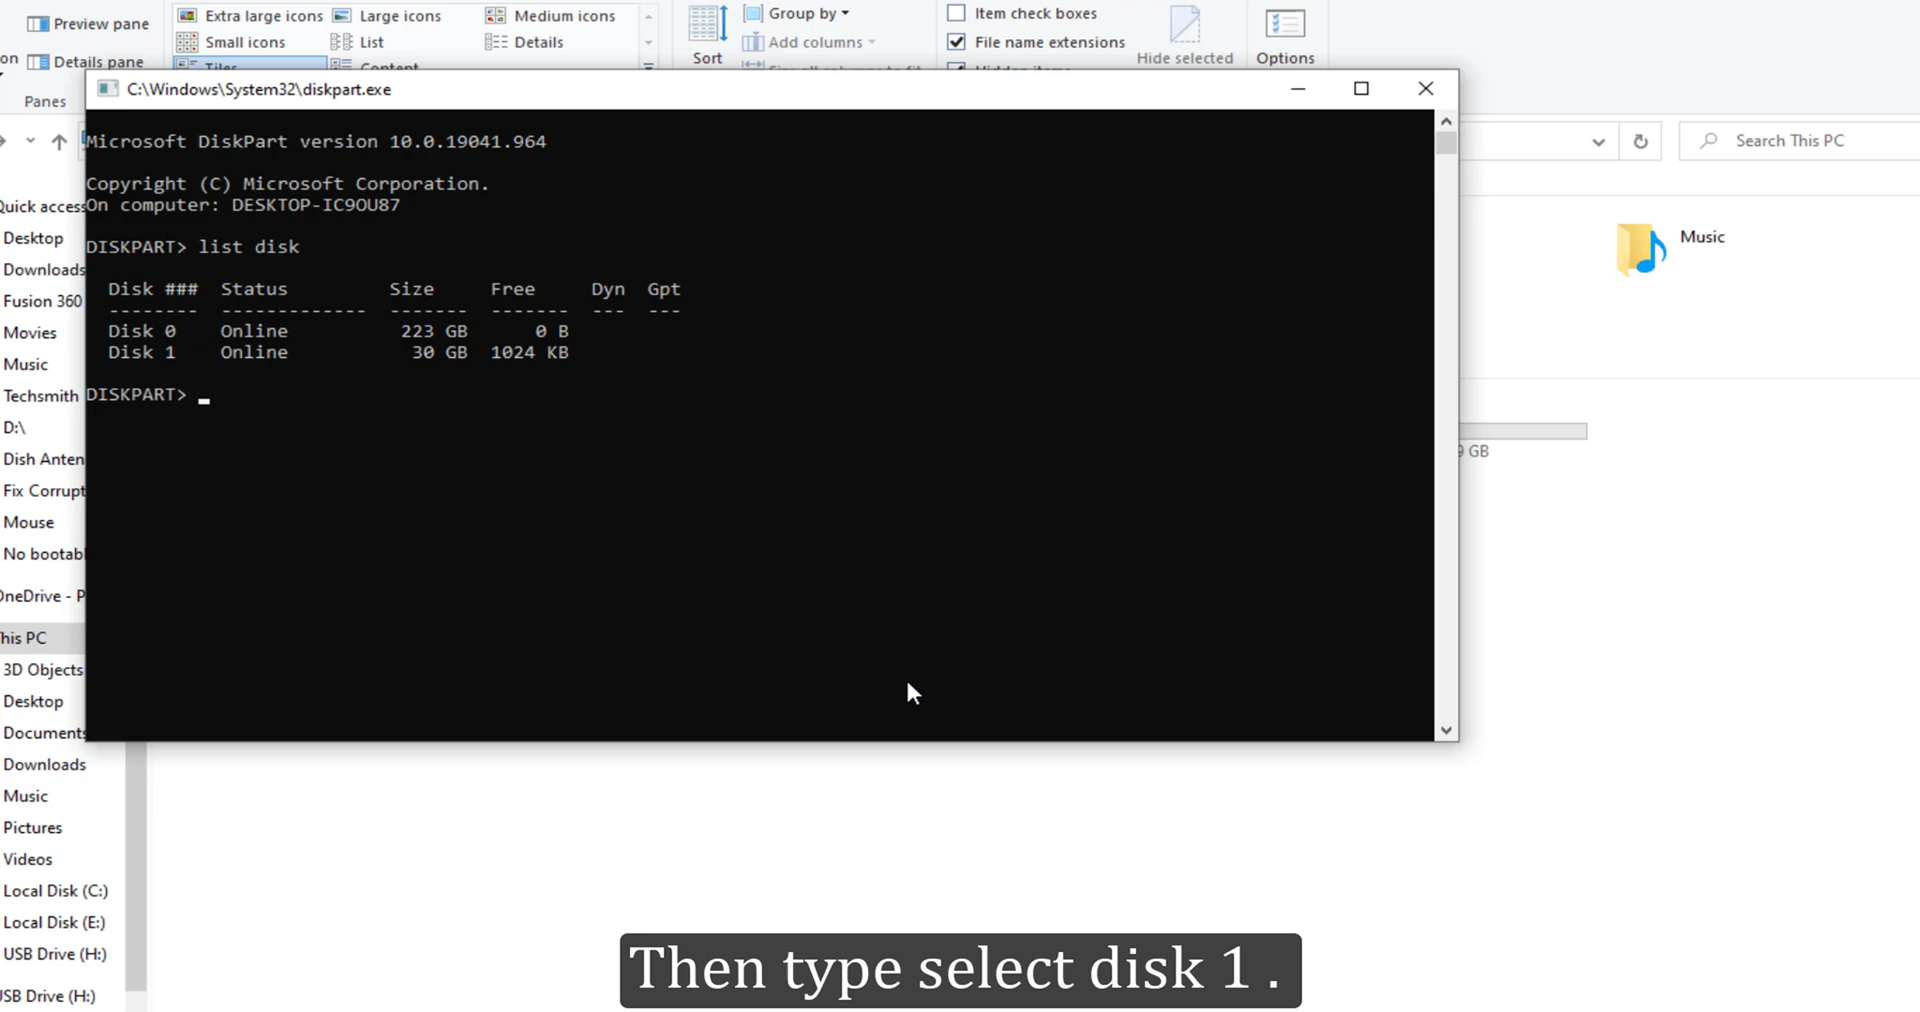 Preview pane
Extra large icons
Large icons
Medium icons
Group by
Item check boxes
Small icons
List
Details
Add columns
File name extensions
Details pane
Tiles
Content
Sort
Hidden items
Hide selected
Options
Panes
C:\Windows\System32\diskpart.exe
Microsoft DiskPart version 10.0.19041.964
Copyright (C) Microsoft Corporation.
On computer: DESKTOP-IC9OU87
DISKPART> list disk
Disk ### Status Size Free Dyn Gpt
-------- ------------- ------- ------- --- ---
Disk 0 Online 223 GB 0 B
Disk 1 Online 30 GB 1024 KB
DISKPART>
Search This PC
Music
9 GB
Quick access
Desktop
Downloads
Fusion 360
Movies
Music
Techsmith
D:\
Dish Anten
Fix Corrupt
Mouse
No bootab
OneDrive - P
This PC
3D Objects
Desktop
Documents
Downloads
Music
Pictures
Videos
Local Disk (C:)
Local Disk (E:)
USB Drive (H:)
USB Drive (H:)
Then type select disk 1 .